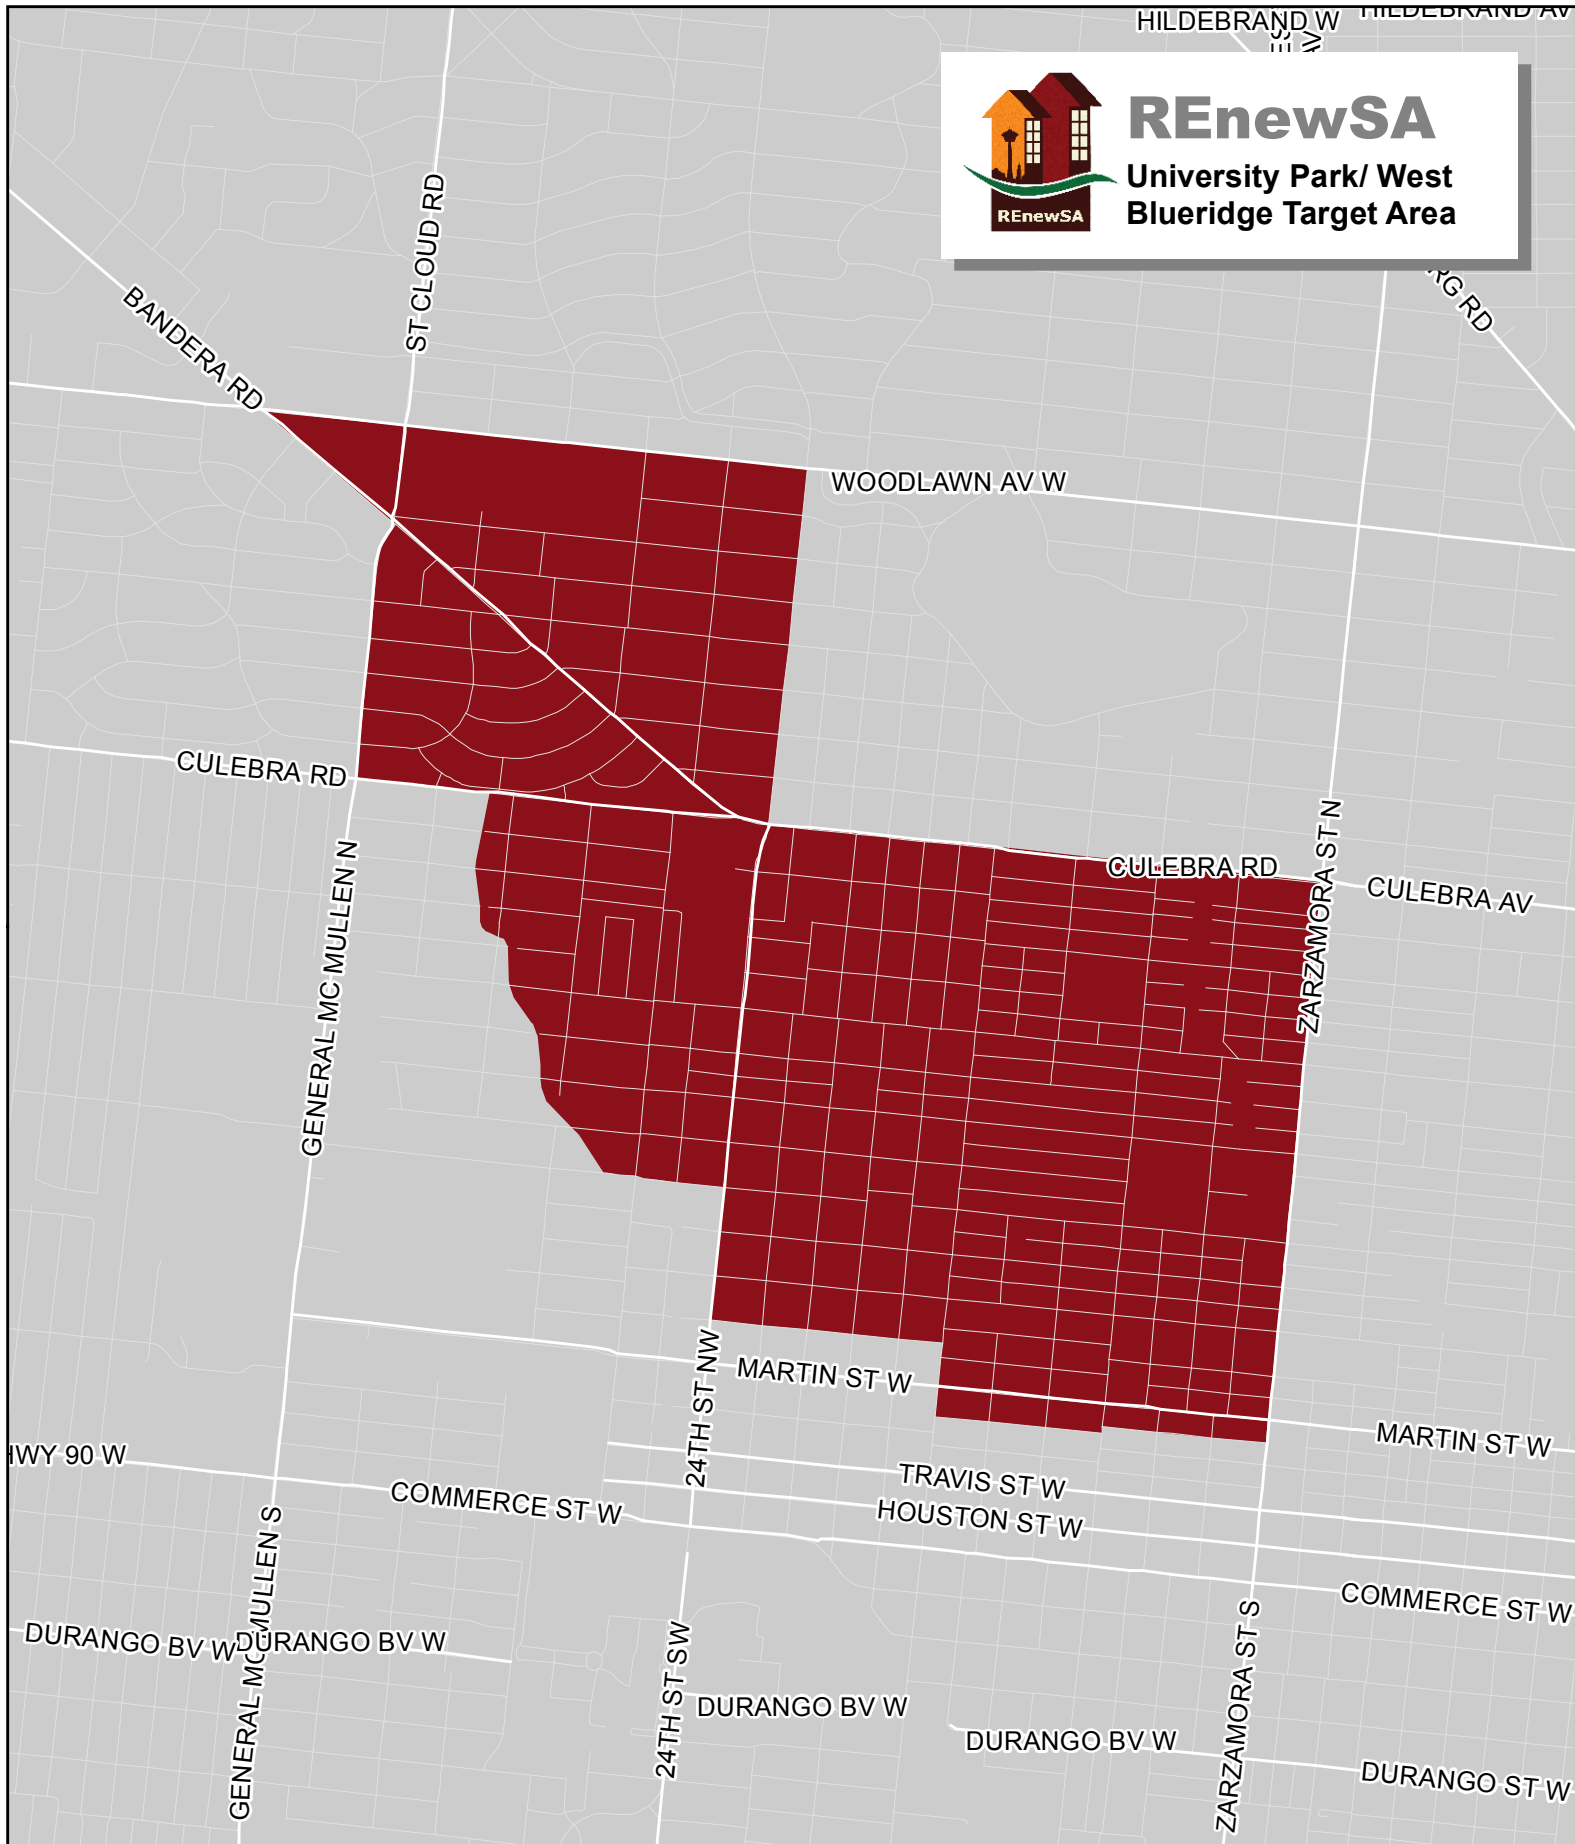 HILDEBRAND W
HILDEBRAND AV
AV
REnewSA
University Park/ West
Blueridge Target Area
REnewSA
RG RD
ST CLOUD RD
BANDERA RD
WOODLAWN AV W
CULEBRA RD
CULEBRA RD
CULEBRA AV
ZARZAMORA ST N
GENERAL MC MULLEN N
MARTIN ST W
24TH ST NW
MARTIN ST W
HWY 90 W
TRAVIS ST W
COMMERCE ST W
HOUSTON ST W
GENERAL MC MULLEN S
COMMERCE ST W
DURANGO BV W
DURANGO BV W
24TH ST SW
ZARZAMORA ST S
DURANGO BV W
DURANGO BV W
DURANGO ST W